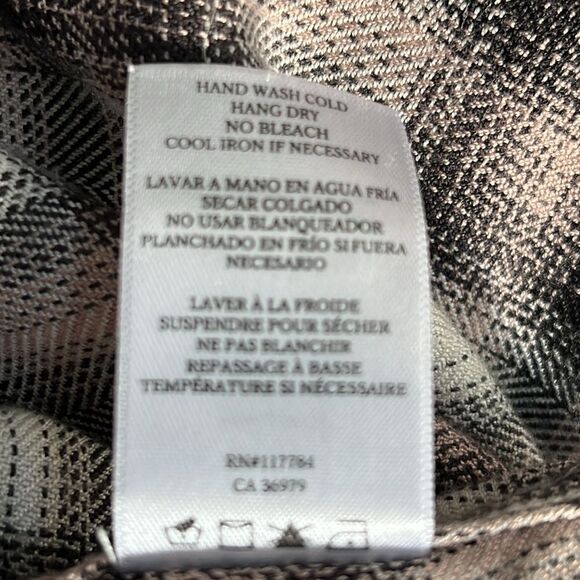 HAND WASH COLD
HANG DRY
NO BLEACH
COOL IRON IF NECESSARY
LAVAR A MANO EN AGUA FRÍA
SECAR COLGADO
NO USAR BLANQUEADOR
PLANCHADO EN FRÍO SI FUERA
NECESARIO
LAVER À LA FROIDE
SUSPENDRE POUR SÉCHER
NE PAS BLANCHIR
REPASSAGE À BASSE
TEMPÉRATURE SI NÉCESSAIRE
RN#117784
CA 36979